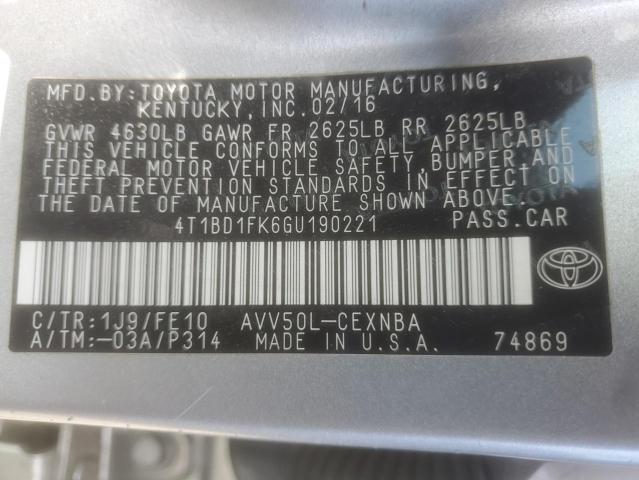 MFD.BY:TOYOTA MOTOR MANUFACTURING,
KENTUCKY,INC.02/16
GVWR 4630LB GAWR FR 2625LB RR 2625LB
THIS VEHICLE CONFORMS TO ALL APPLICABLE
FEDERAL MOTOR VEHICLE SAFETY, BUMPER,AND
THEFT PREVENTION STANDARDS IN EFFECT ON
THE DATE OF MANUFACTURE SHOWN ABOVE.
4T1BD1FK6GU190221 PASS.CAR
C/TR:1J9/FE10 AVV50L-CEXNBA
A/TM:-03A/P314 MADE IN U.S.A. 74869